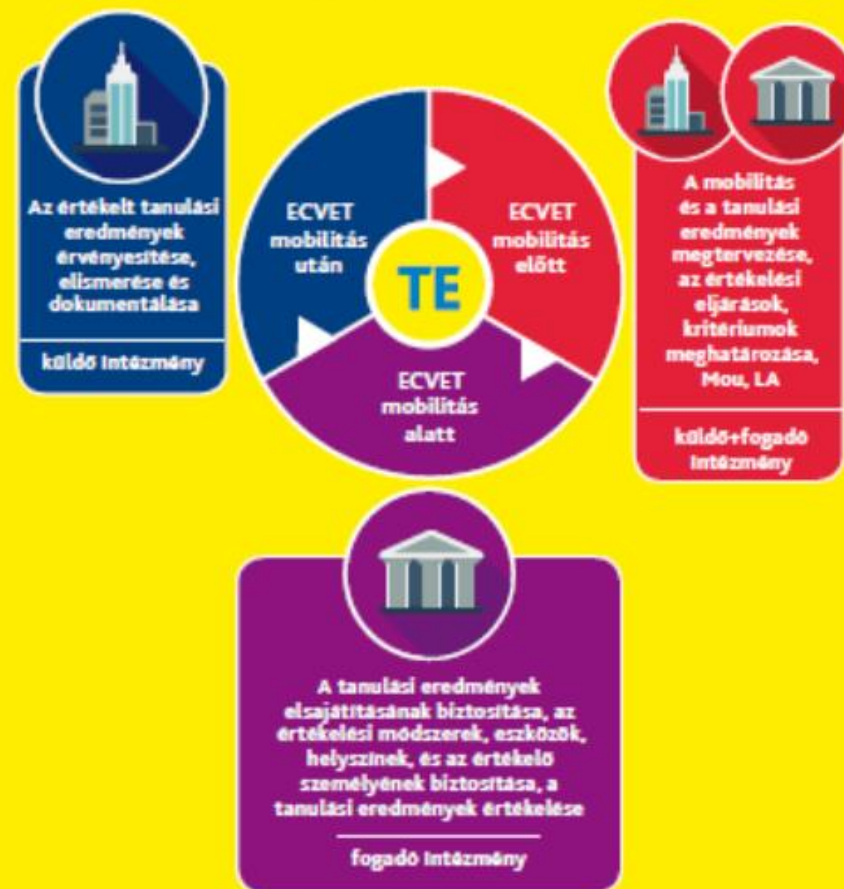 Az értékelt tanulási
eredmények
érvényesítése,
elismerése és
dokumentálása
küldő Intézmény
ECVET
mobilitás
után
ECVET
mobilitás
előtt
TE
ECVET
mobilitás
alatt
A mobilitás
és a tanulási
eredmények
megtervezése,
az értékelési
eljárások,
kritériumok
meghatározása,
Mou, LA
küldő+fogadó
Intézmény
A tanulási eredmények
elsajátításának biztosítása, az
értékelési módszerek, eszközök,
helyszínek, és az értékelő
személyének biztosítása, a
tanulási eredmények értékelése
fogadó Intézmény